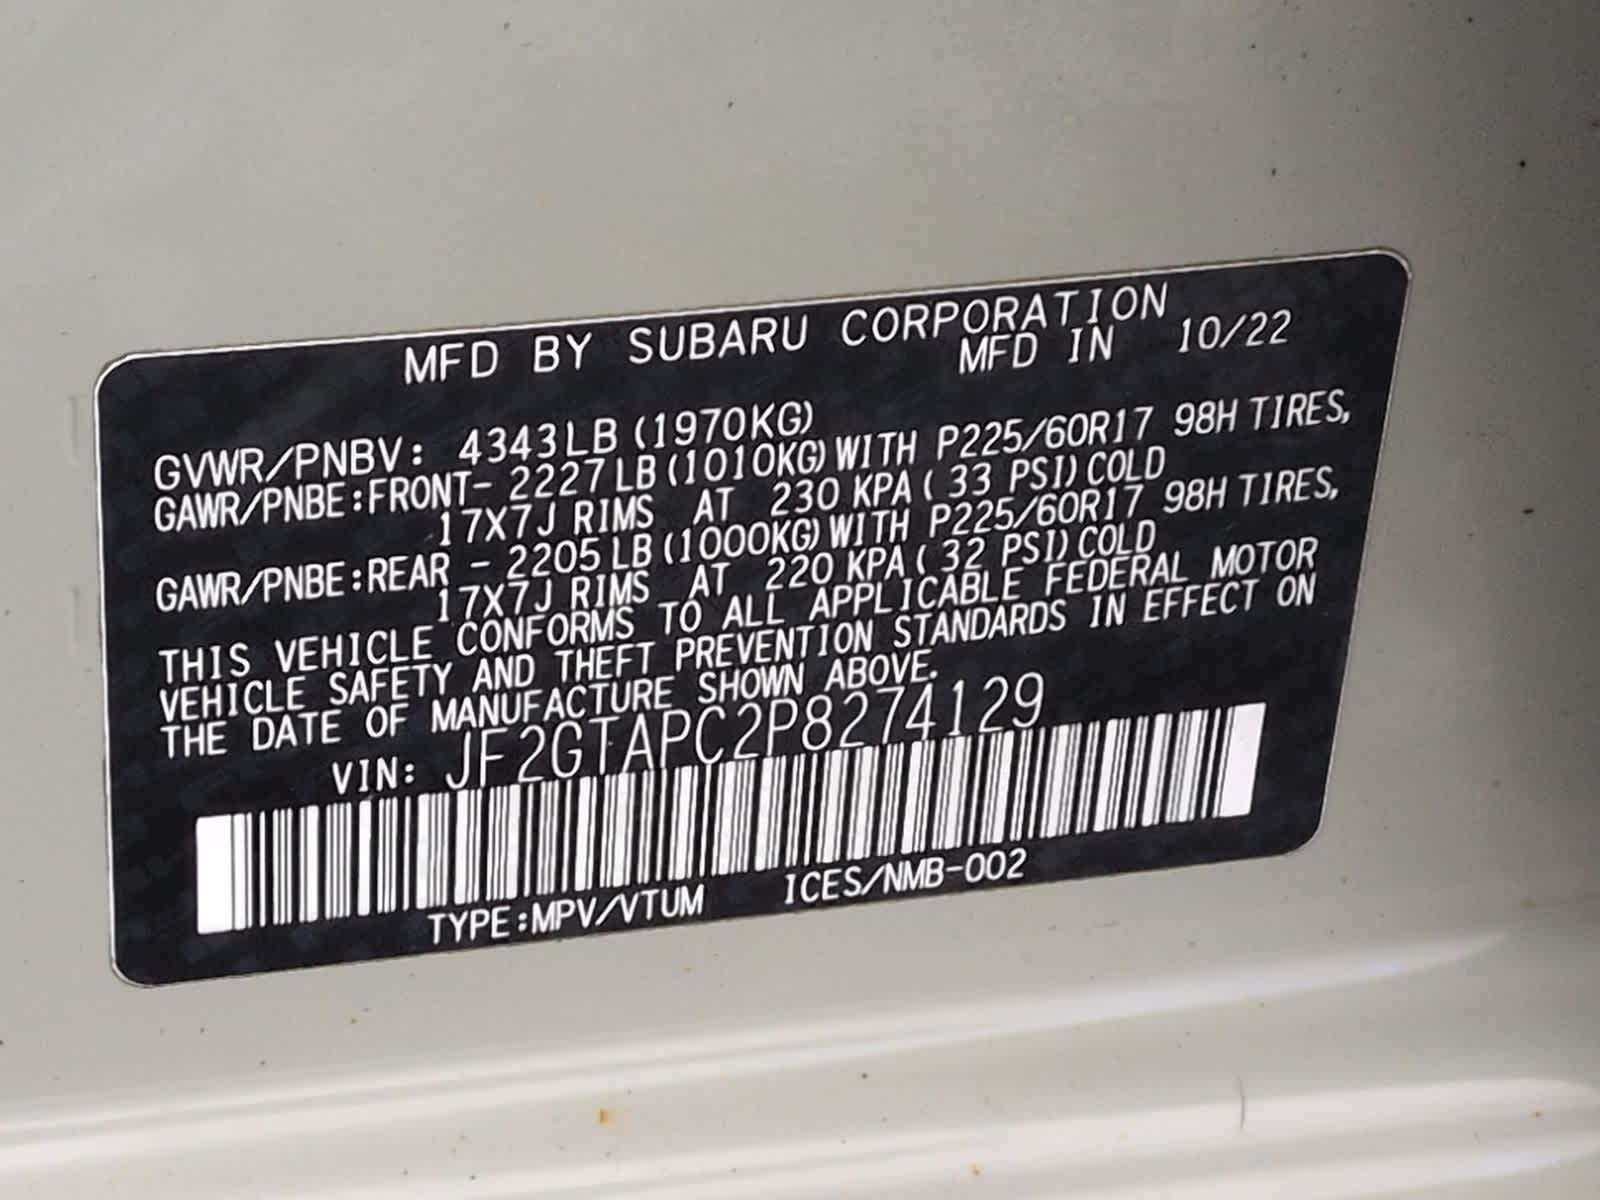 MFD BY SUBARU CORPORATION
MFD IN 10/22
GVWR/PNBV: 4343LB (1970KG)
GAWR/PNBE:FRONT- 2227LB (1010KG) WITH P225/60R17 98H TIRES,
17X7J RIMS AT 230 KPA ( 33 PSI) COLD
GAWR/PNBE:REAR - 2205LB (1000KG) WITH P225/60R17 98H TIRES,
17X7J RIMS AT 220 KPA ( 32 PSI) COLD
THIS VEHICLE CONFORMS TO ALL APPLICABLE FEDERAL MOTOR
VEHICLE SAFETY AND THEFT PREVENTION STANDARDS IN EFFECT ON
THE DATE OF MANUFACTURE SHOWN ABOVE.
VIN: JF2GTAPC2P8274129
TYPE:MPV/VTUM ICES/NMB-002